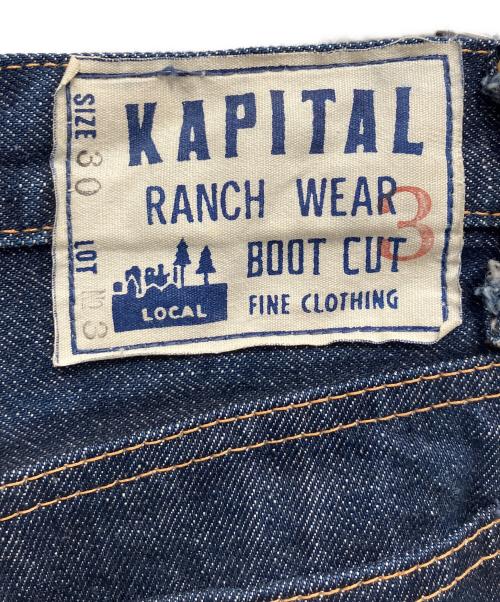 KAPITAL
RANCH WEAR
3
BOOT CUT
FINE CLOTHING
LOCAL
SIZE 30
LOT No 3